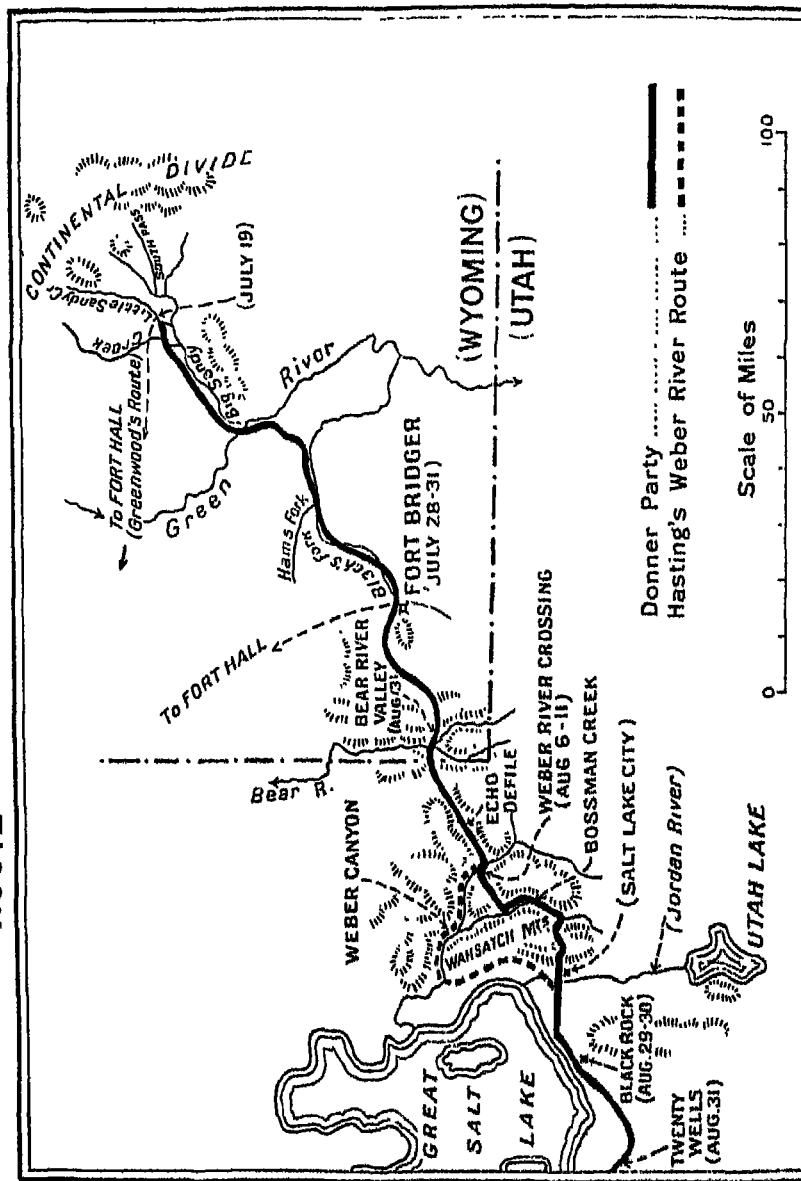 CONTINENTAL
DIVIDE
SOUTH PASS
Little Sandy Cr.
(JULY 19)
Creek
Big Sandy
To FORT HALL
(Greenwood's Route)
Green
River
Hams Fork
Black's Fork
FORT BRIDGER
JULY 28-31)
(WYOMING)
(UTAH)
To FORT HALL
BEAR RIVER
VALLEY
(AUG 3)
Bear R.
ECHO
DEFILE
WEBER RIVER CROSSING
(AUG 6-11)
BOSSMAN CREEK
WEBER CANYON
WAHSATCH Mts
(SALT LAKE CITY)
(Jordan River)
UTAH LAKE
GREAT
SALT
LAKE
BLACK ROCK
(AUG. 29-30)
TWENTY
WELLS
(AUG. 31)
Donner Party
Hasting's Weber River Route
0 50 100
Scale of Miles